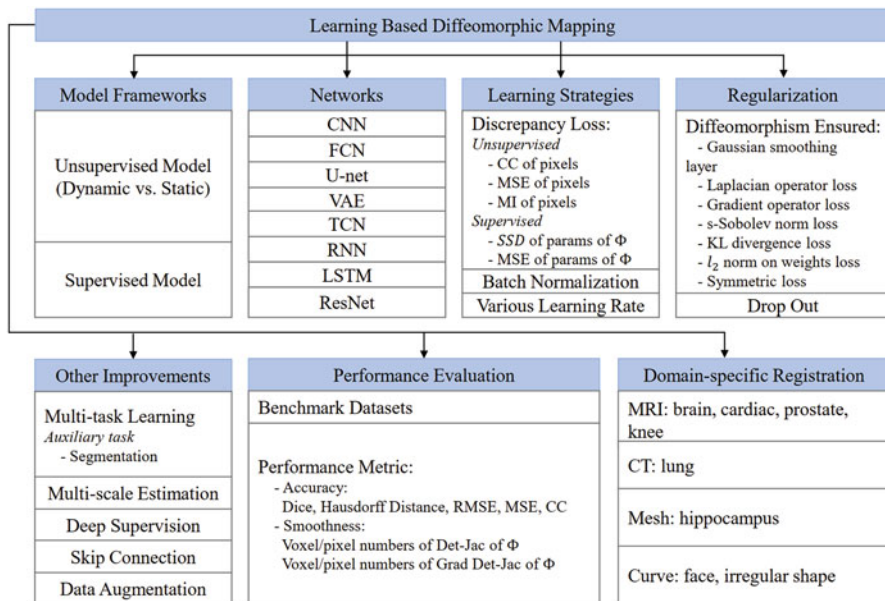 Learning Based Diffeomorphic Mapping
Model Frameworks
Unsupervised Model
(Dynamic vs. Static)
Supervised Model
Networks
CNN
FCN
U-net
VAE
TCN
RNN
LSTM
ResNet
Learning Strategies
Discrepancy Loss:
Unsupervised
- CC of pixels
- MSE of pixels
- MI of pixels
Supervised
- SSD of params of Φ
- MSE of params of Φ
Batch Normalization
Various Learning Rate
Regularization
Diffeomorphism Ensured:
- Gaussian smoothing
layer
- Laplacian operator loss
- Gradient operator loss
- s-Sobolev norm loss
- KL divergence loss
- l₂ norm on weights loss
- Symmetric loss
Drop Out
Other Improvements
Multi-task Learning
Auxiliary task
- Segmentation
Multi-scale Estimation
Deep Supervision
Skip Connection
Data Augmentation
Performance Evaluation
Benchmark Datasets
Performance Metric:
- Accuracy:
Dice, Hausdorff Distance, RMSE, MSE, CC
- Smoothness:
Voxel/pixel numbers of Det-Jac of Φ
Voxel/pixel numbers of Grad Det-Jac of Φ
Domain-specific Registration
MRI: brain, cardiac, prostate,
knee
CT: lung
Mesh: hippocampus
Curve: face, irregular shape